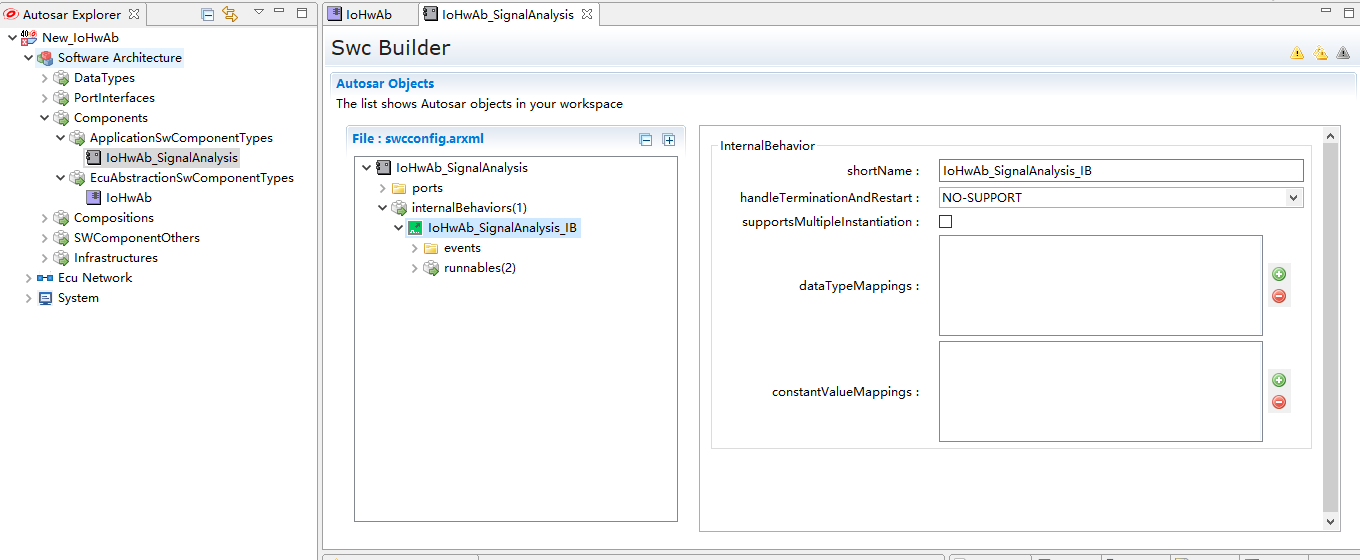 Autosar Explorer
New_IoHwAb
Software Architecture
DataTypes
PortInterfaces
Components
ApplicationSwComponentTypes
IoHwAb_SignalAnalysis
EcuAbstractionSwComponentTypes
IoHwAb
Compositions
SWComponentOthers
Infrastructures
Ecu Network
System
IoHwAb
IoHwAb_SignalAnalysis
Swc Builder
Autosar Objects
The list shows Autosar objects in your workspace
File : swcconfig.arxml
IoHwAb_SignalAnalysis
ports
internalBehaviors(1)
IoHwAb_SignalAnalysis_IB
events
runnables(2)
InternalBehavior
shortName : IoHwAb_SignalAnalysis_IB
handleTerminationAndRestart : NO-SUPPORT
supportsMultipleInstantiation :
dataTypeMappings :
constantValueMappings :